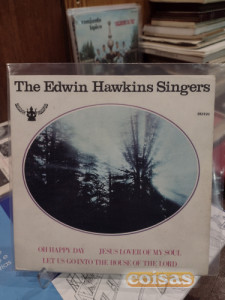 The Edwin Hawkins Singers
OH HAPPY DAY JESUS LOVER OF MY SOUL
LET US GO INTO THE HOUSE OF THE LORD
coisas